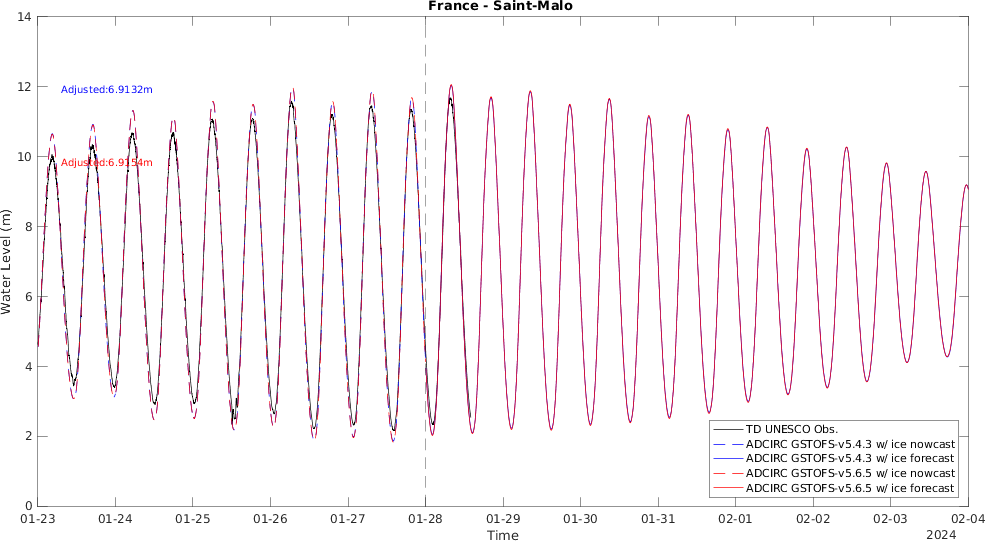 France - Saint-Malo
14
12
10
8
6
4
2
0
Water Level (m)
Adjusted:6.9132m
Adjusted:6.9154m
TD UNESCO Obs.
ADCIRC GSTOFS-v5.4.3 w/ ice nowcast
ADCIRC GSTOFS-v5.4.3 w/ ice forecast
ADCIRC GSTOFS-v5.6.5 w/ ice nowcast
ADCIRC GSTOFS-v5.6.5 w/ ice forecast
01-23 01-24 01-25 01-26 01-27 01-28 01-29 01-30 01-31 02-01 02-02 02-03 02-04
Time
2024